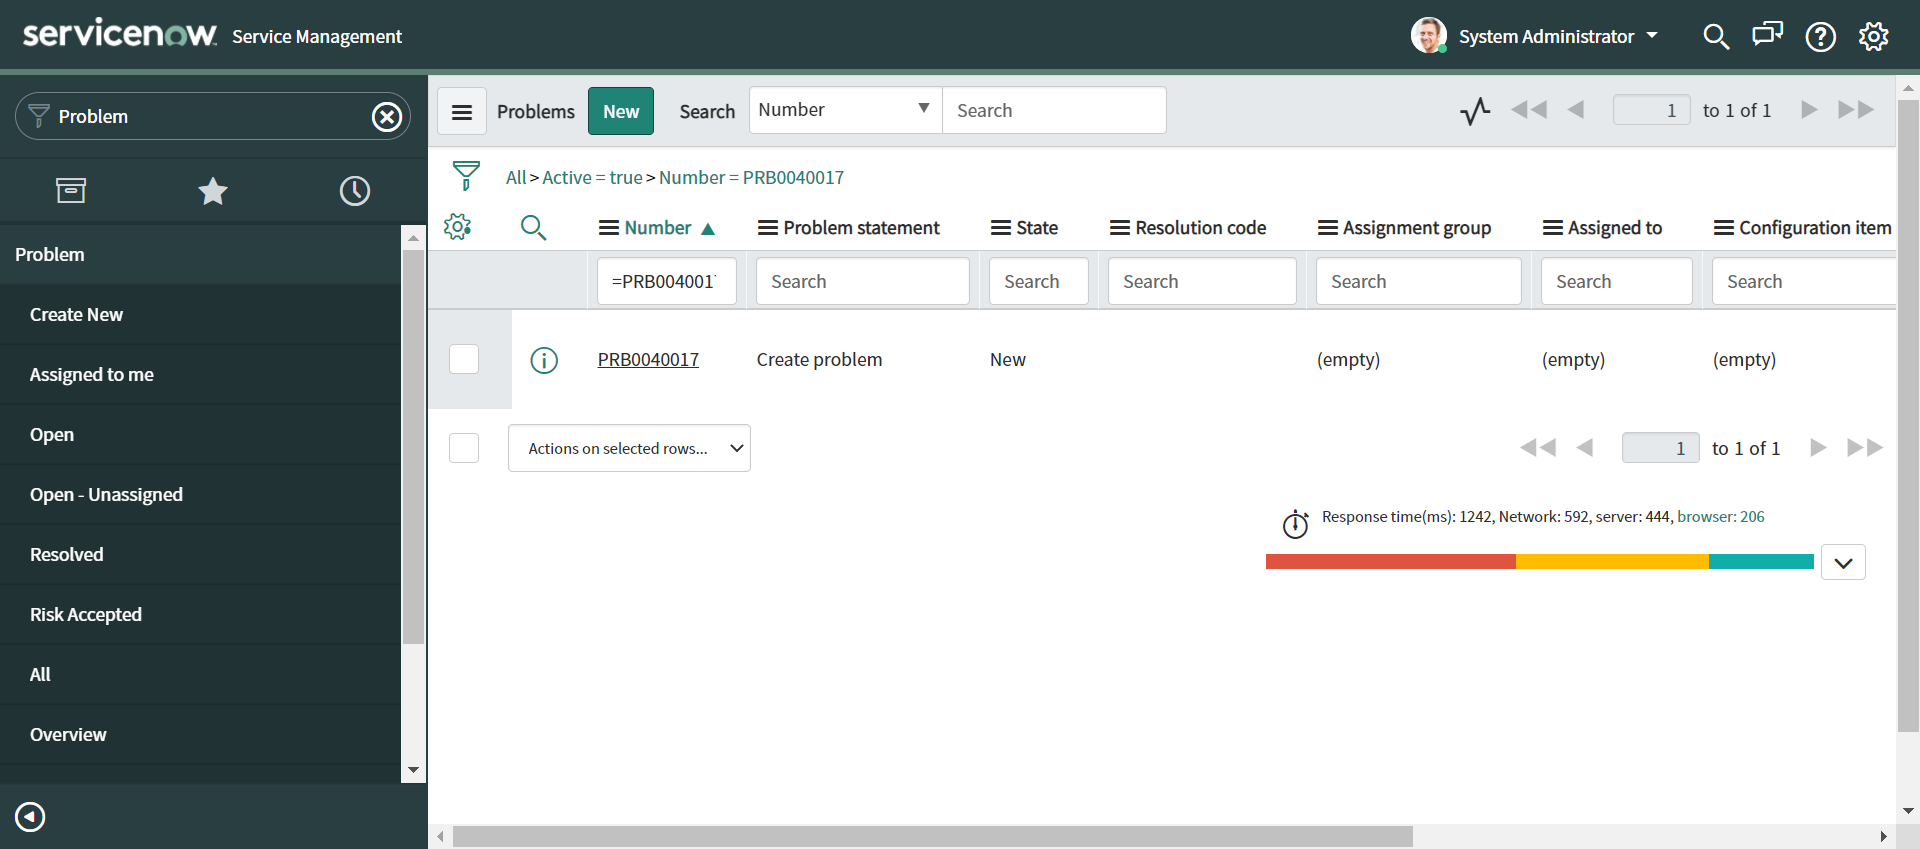 servicenow Service Management
System Administrator
Problem
Problem
Create New
Assigned to me
Open
Open - Unassigned
Resolved
Risk Accepted
All
Overview
Problems New Search Number Search
1 to 1 of 1
All > Active = true > Number = PRB0040017
Number Problem statement State Resolution code Assignment group Assigned to Configuration item
=PRB004001 Search Search Search Search Search Search
PRB0040017 Create problem New (empty) (empty) (empty)
Actions on selected rows...
1 to 1 of 1
Response time(ms): 1242, Network: 592, server: 444, browser: 206